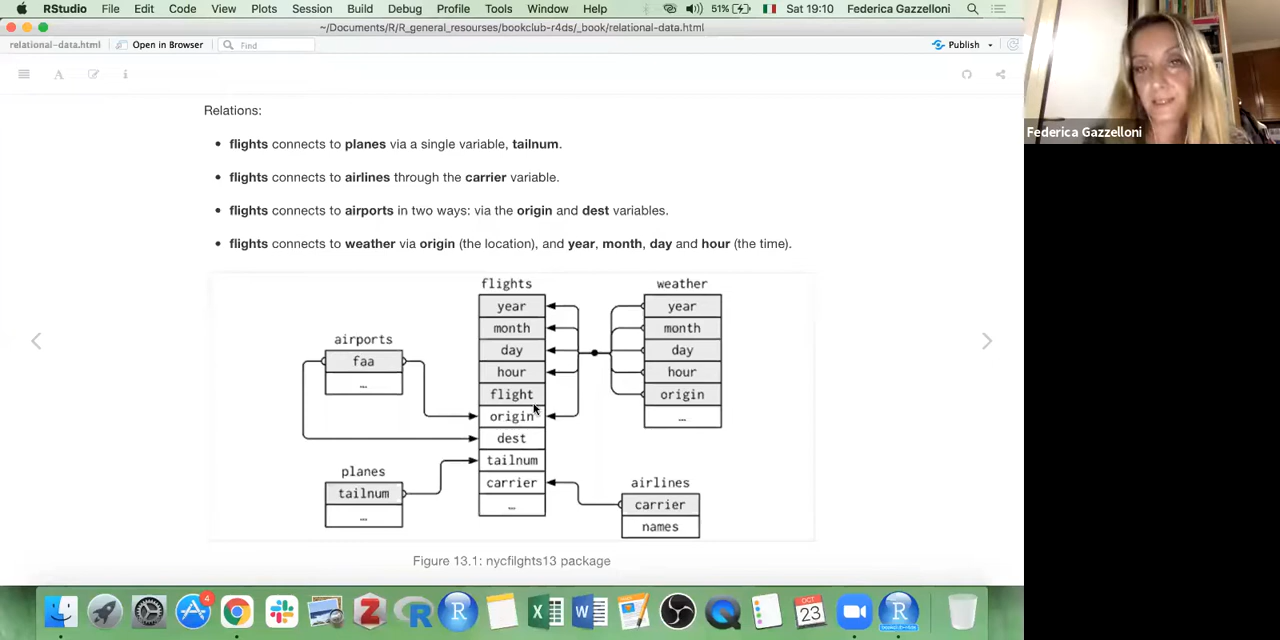 RStudio File Edit Code View Plots Session Build Debug Profile Tools Window Help 51% Sat 19:10 Federica Gazzelloni
~/Documents/R/R_general_resourses/bookclub-r4ds/_book/relational-data.html
relational-data.html Open in Browser Find Publish
A i
Federica Gazzelloni
Relations:
• flights connects to planes via a single variable, tailnum.
• flights connects to airlines through the carrier variable.
• flights connects to airports in two ways: via the origin and dest variables.
• flights connects to weather via origin (the location), and year, month, day and hour (the time).
flights
year
month
day
hour
flight
origin
dest
tailnum
carrier
...
weather
year
month
day
hour
origin
...
airports
faa
...
planes
tailnum
...
airlines
carrier
names
Figure 13.1: nycfilghts13 package
4
Z
R
R
X
W
OCT
23
R